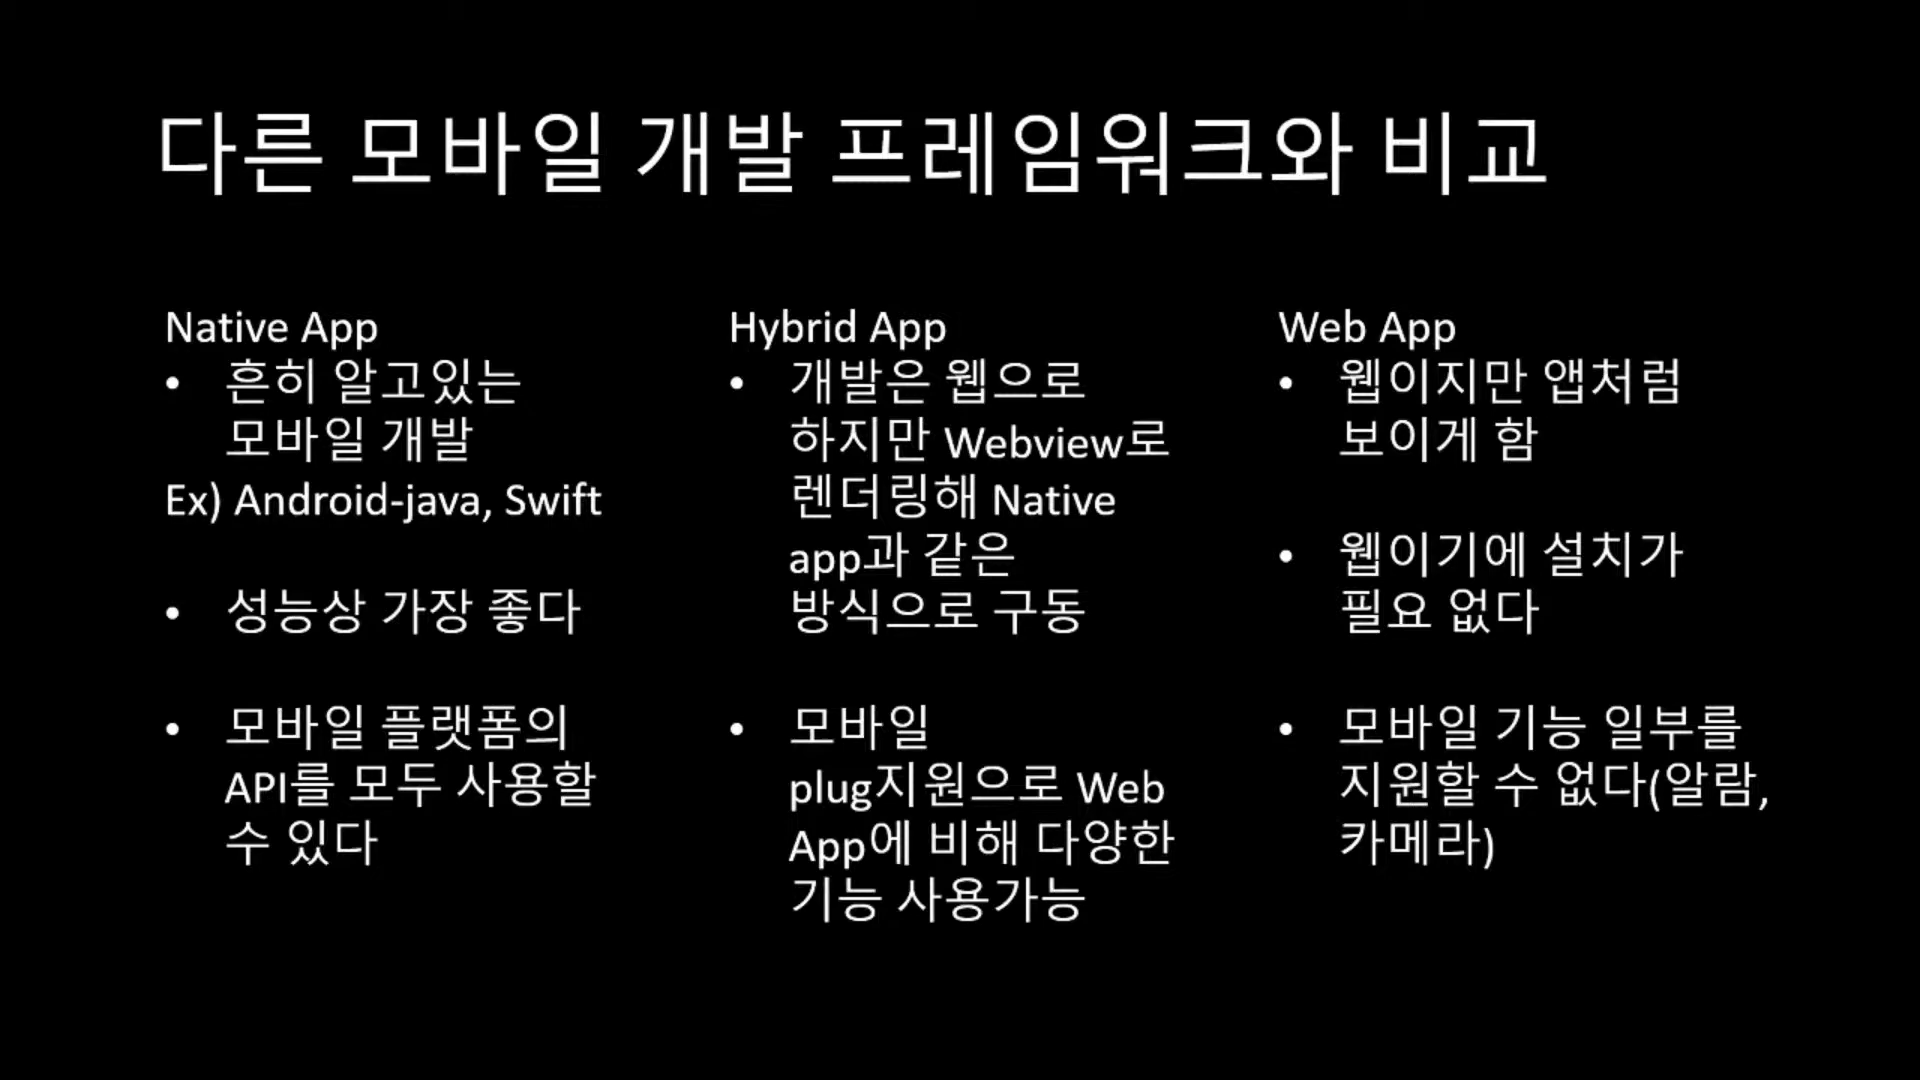 다른 모바일 개발 프레임워크와 비교
Native App
• 흔히 알고있는
모바일 개발
Ex) Android-java, Swift
• 성능상 가장 좋다
• 모바일 플랫폼의
API를 모두 사용할
수 있다
Hybrid App
• 개발은 웹으로
하지만 Webview로
렌더링해 Native
app과 같은
방식으로 구동
• 모바일
plug지원으로 Web
App에 비해 다양한
기능 사용가능
Web App
• 웹이지만 앱처럼
보이게 함
• 웹이기에 설치가
필요 없다
• 모바일 기능 일부를
지원할 수 없다(알람,
카메라)